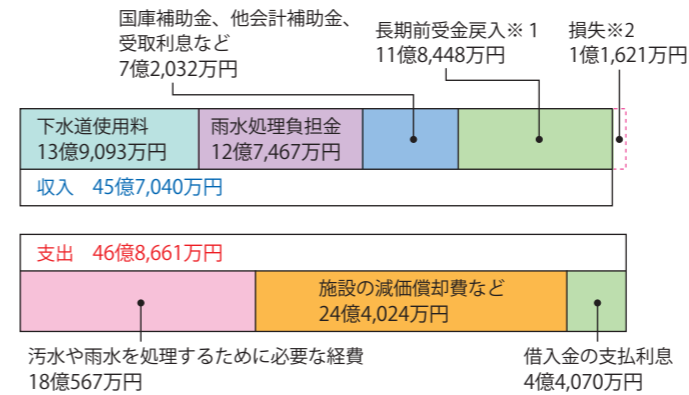 国庫補助金、他会計補助金、
受取利息など
7億2,032万円
長期前受金戻入※1
11億8,448万円
損失※2
1億1,621万円
下水道使用料
13億9,093万円
雨水処理負担金
12億7,467万円
収入 45億7,040万円
支出 46億8,661万円
施設の減価償却費など
24億4,024万円
汚水や雨水を処理するために必要な経費
18億567万円
借入金の支払利息
4億4,070万円